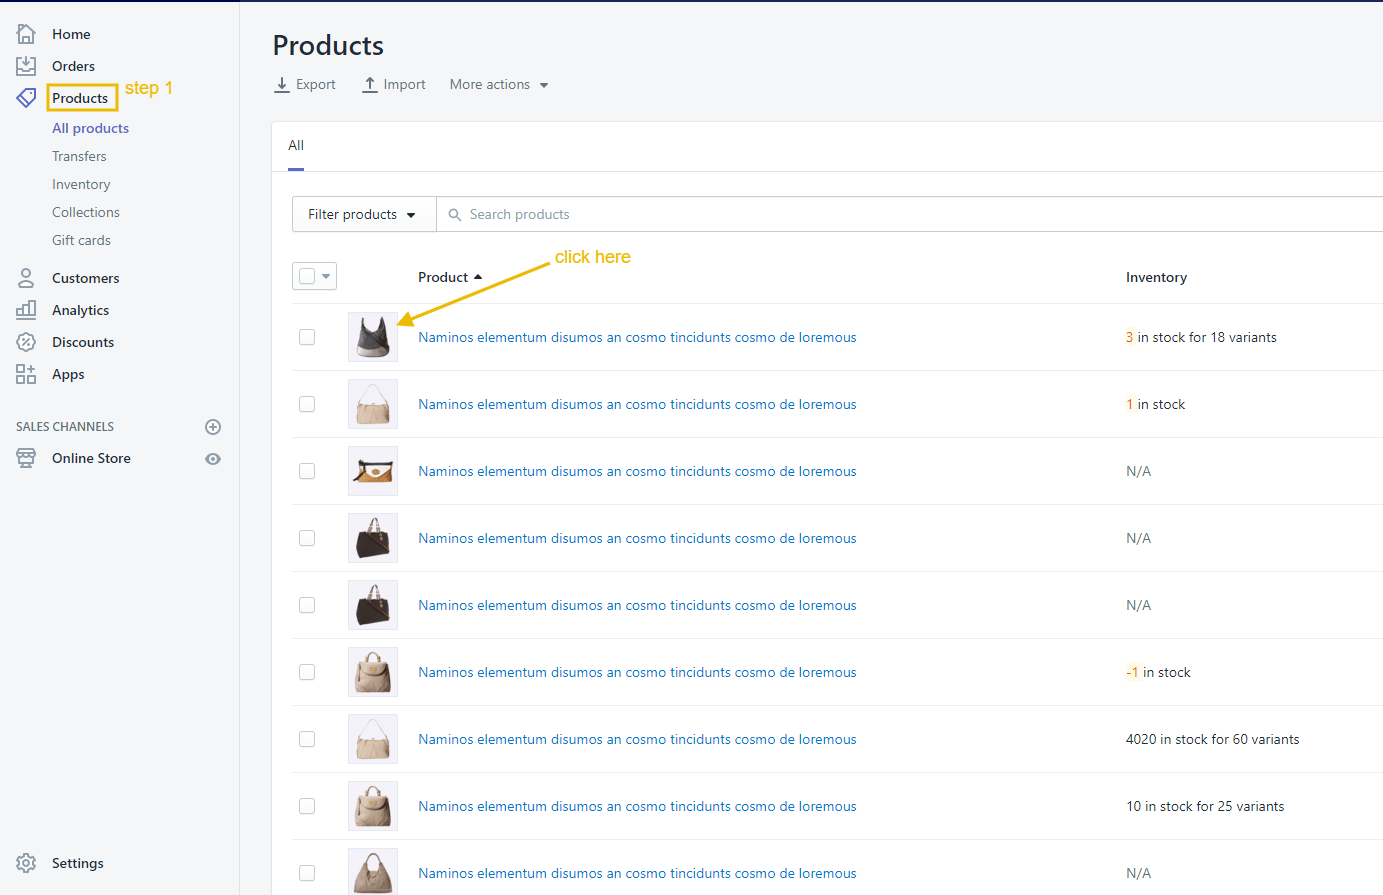 Home
Orders
Products
step 1
All products
Transfers
Inventory
Collections
Gift cards
Customers
Analytics
Discounts
Apps
SALES CHANNELS
Online Store
Settings
Products
Export Import More actions
All
Filter products Search products
click here
Product Inventory
Naminos elementum disumos an cosmo tincidunts cosmo de loremous 3 in stock for 18 variants
Naminos elementum disumos an cosmo tincidunts cosmo de loremous 1 in stock
Naminos elementum disumos an cosmo tincidunts cosmo de loremous N/A
Naminos elementum disumos an cosmo tincidunts cosmo de loremous N/A
Naminos elementum disumos an cosmo tincidunts cosmo de loremous N/A
Naminos elementum disumos an cosmo tincidunts cosmo de loremous -1 in stock
Naminos elementum disumos an cosmo tincidunts cosmo de loremous 4020 in stock for 60 variants
Naminos elementum disumos an cosmo tincidunts cosmo de loremous 10 in stock for 25 variants
Naminos elementum disumos an cosmo tincidunts cosmo de loremous N/A